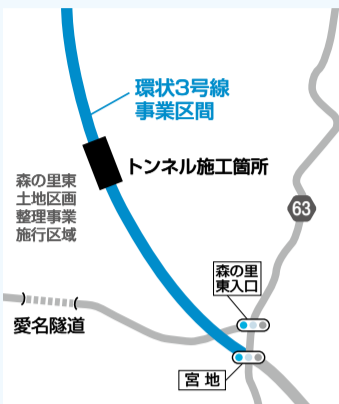 環状3号線
事業区間
トンネル施工箇所
森の里東
土地区画
整理事業
施行区域
63
森の里
東入口
愛名隧道
宮地